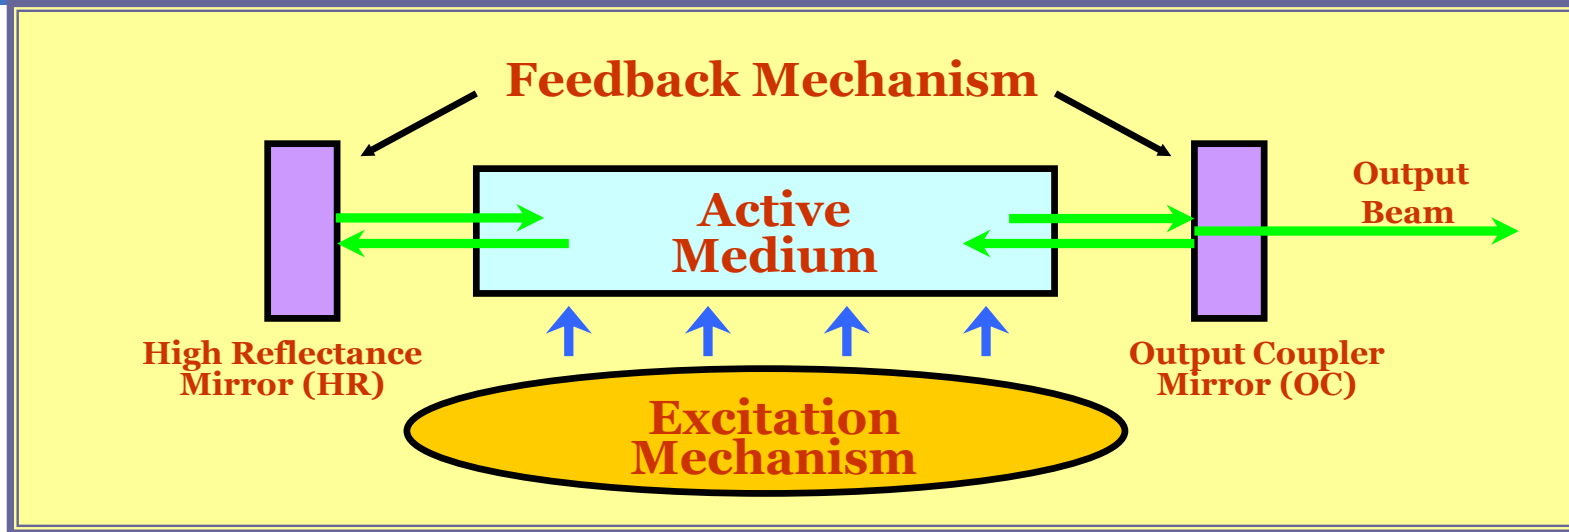 Feedback Mechanism
Output
Beam
Active
Medium
High Reflectance
Mirror (HR)
Output Coupler
Mirror (OC)
Excitation
Mechanism